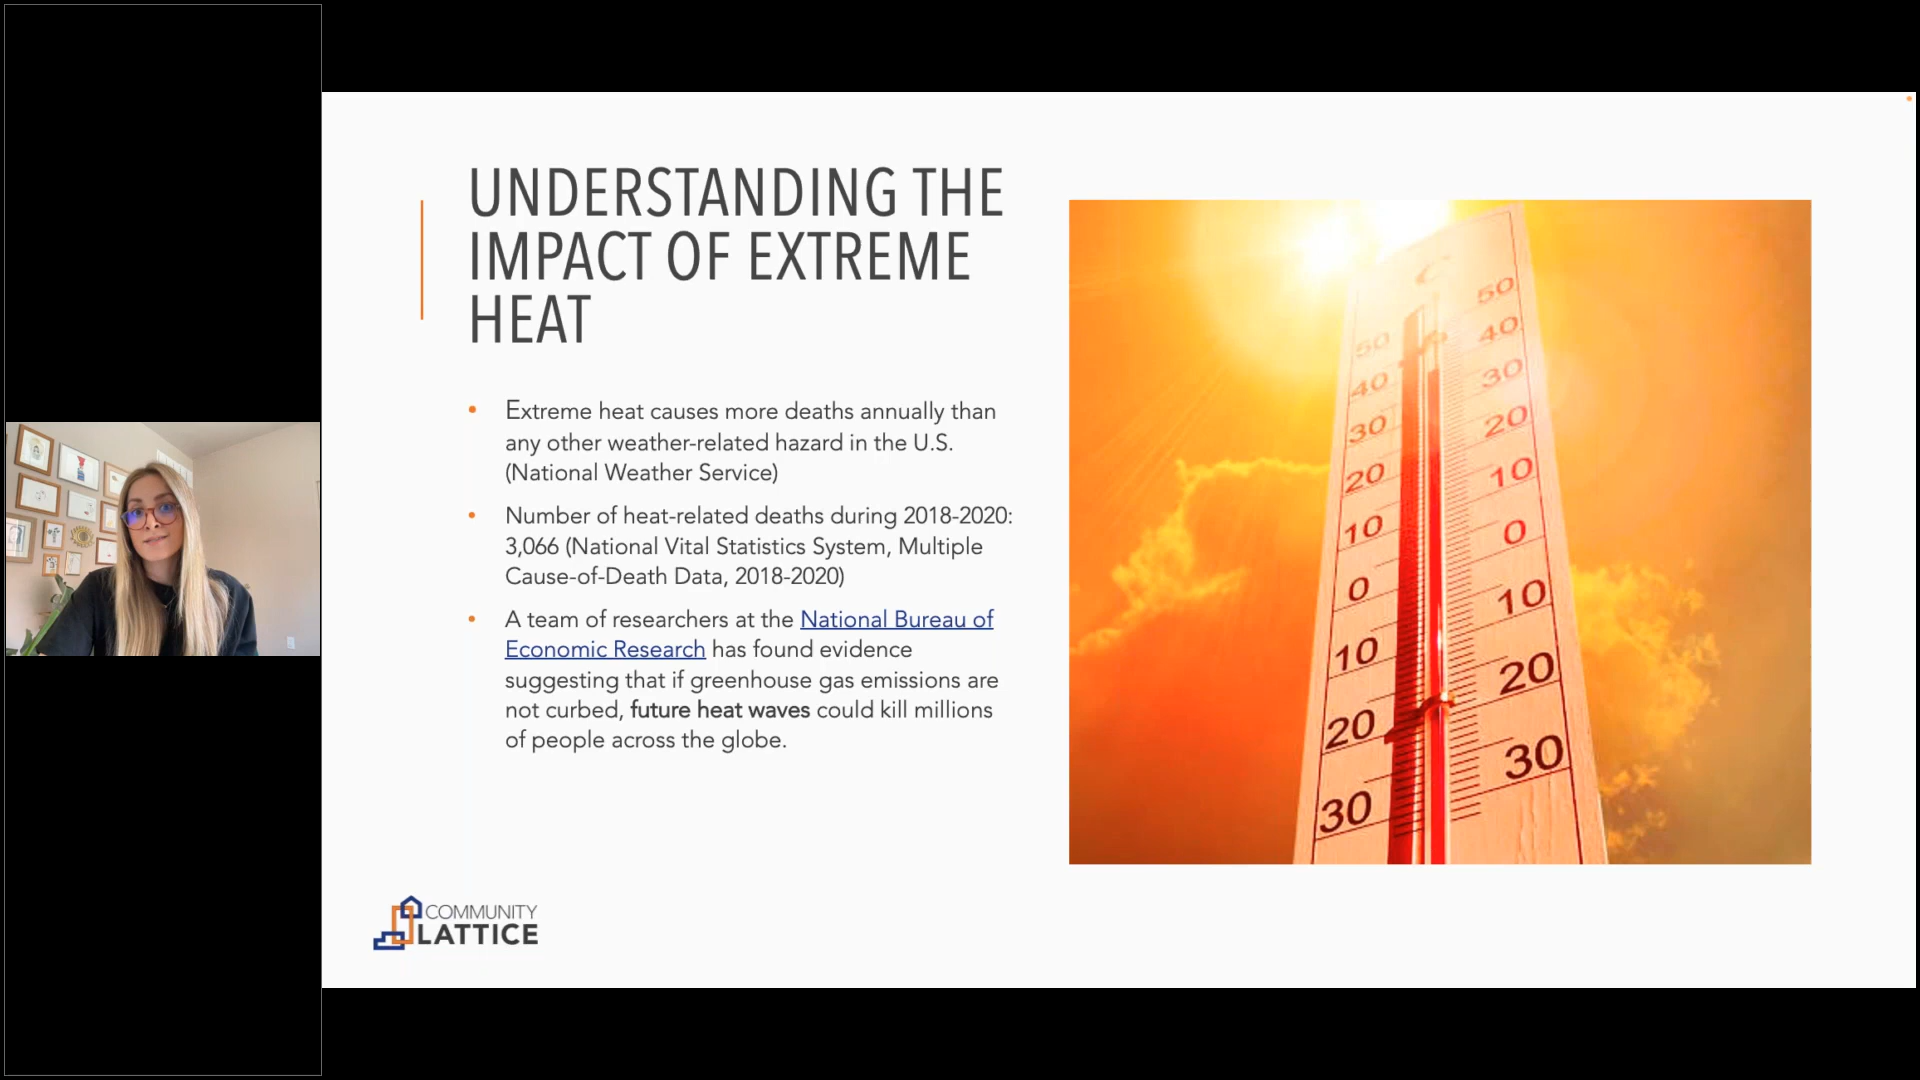 UNDERSTANDING THE
IMPACT OF EXTREME
HEAT
• Extreme heat causes more deaths annually than
any other weather-related hazard in the U.S.
(National Weather Service)
• Number of heat-related deaths during 2018-2020:
3,066 (National Vital Statistics System, Multiple
Cause-of-Death Data, 2018-2020)
• A team of researchers at the National Bureau of
Economic Research has found evidence
suggesting that if greenhouse gas emissions are
not curbed, future heat waves could kill millions
of people across the globe.
C
50 50
40 40
30 30
20 20
10 10
0 0
10 10
20 20
30 30
COMMUNITY
LATTICE